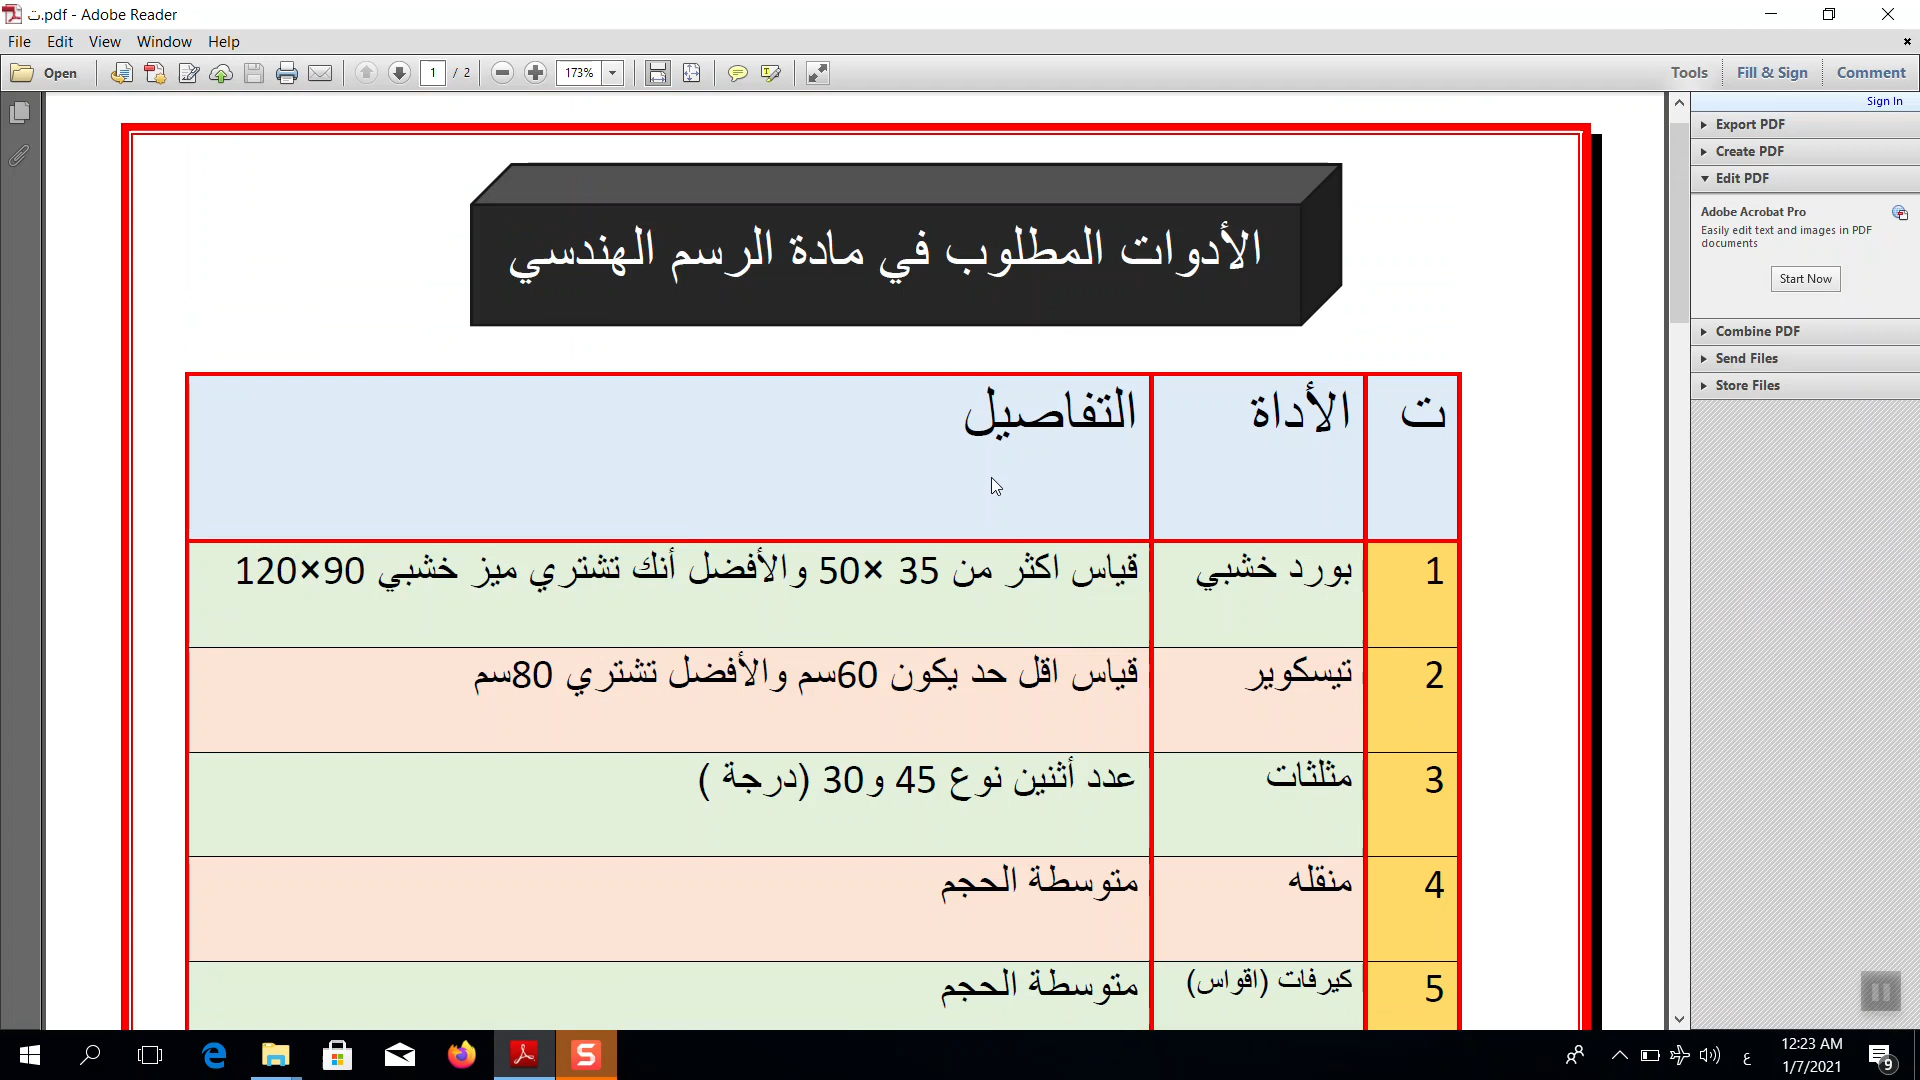 ت.pdf - Adobe Reader
File Edit View Window Help
Open 1 / 2 173% Tools Fill & Sign Comment
Sign In
Export PDF
Create PDF
Edit PDF
Adobe Acrobat Pro
Easily edit text and images in PDF
documents
Start Now
Combine PDF
Send Files
Store Files
الأدوات المطلوب في مادة الرسم الهندسي
ت الأداة التفاصيل
1 بورد خشبي قياس اكثر من 35 ×50 والأفضل أنك تشتري ميز خشبي 90×120
2 تيسكوير قياس اقل حد يكون 60سم والأفضل تشتري 80سم
3 مثلثات عدد أثنين نوع 45 و30 (درجة )
4 منقله متوسطة الحجم
5 كيرفات (اقواس) متوسطة الحجم
S ع 12:23 AM
1/7/2021 9